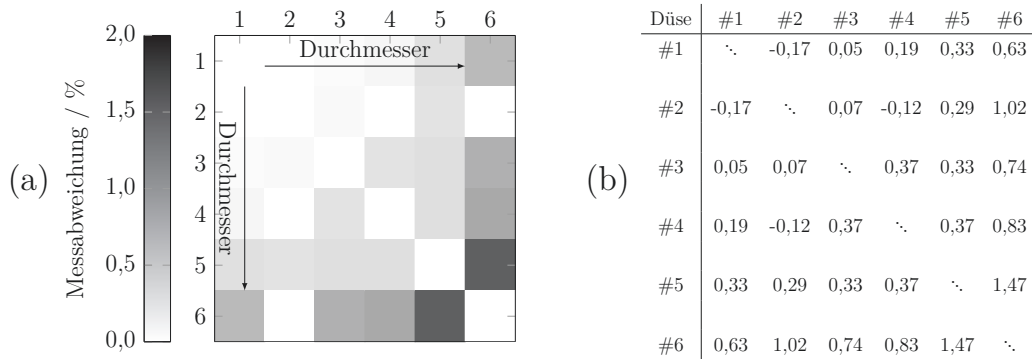 (a)
Messabweichung / %
2,0
1,5
1,0
0,5
0,0
1 2 3 4 5 6
1
2
3
4
5
6
Durchmesser
Durchmesser
(b)
Düse #1 #2 #3 #4 #5 #6
#1 ⋱ -0,17 0,05 0,19 0,33 0,63
#2 -0,17 ⋱ 0,07 -0,12 0,29 1,02
#3 0,05 0,07 ⋱ 0,37 0,33 0,74
#4 0,19 -0,12 0,37 ⋱ 0,37 0,83
#5 0,33 0,29 0,33 0,37 ⋱ 1,47
#6 0,63 1,02 0,74 0,83 1,47 ⋱